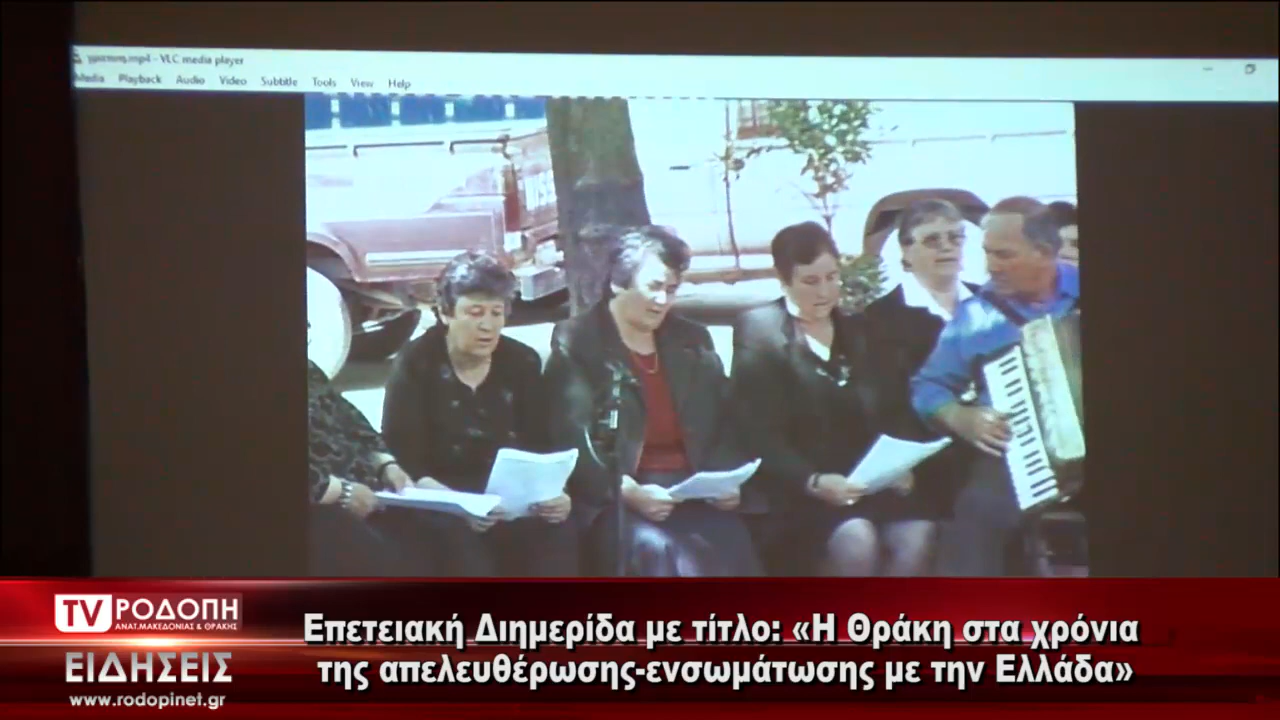 .mp4 - VLC media player
Media Playback Audio Video Subtitle Tools View Help
TV ΡΟΔΟΠΗ
ΑΝΑΤ.ΜΑΚΕΔΟΝΙΑΣ & ΘΡΑΚΗΣ
ΕΙΔΗΣΕΙΣ
www.rodopinet.gr
Επετειακή Διημερίδα με τίτλο: «Η Θράκη στα χρόνια
της απελευθέρωσης-ενσωμάτωσης με την Ελλάδα»